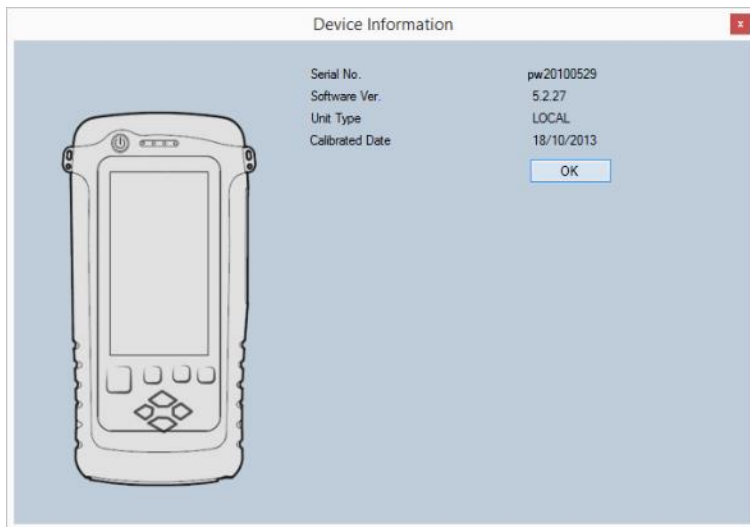 Device Information
x
Serial No. pw20100529
Software Ver. 5.2.27
Unit Type LOCAL
Calibrated Date 18/10/2013
OK